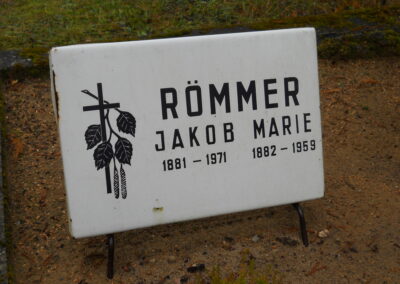 RÖMMER
JAKOB MARIE
1881 – 1971 1882 – 1959